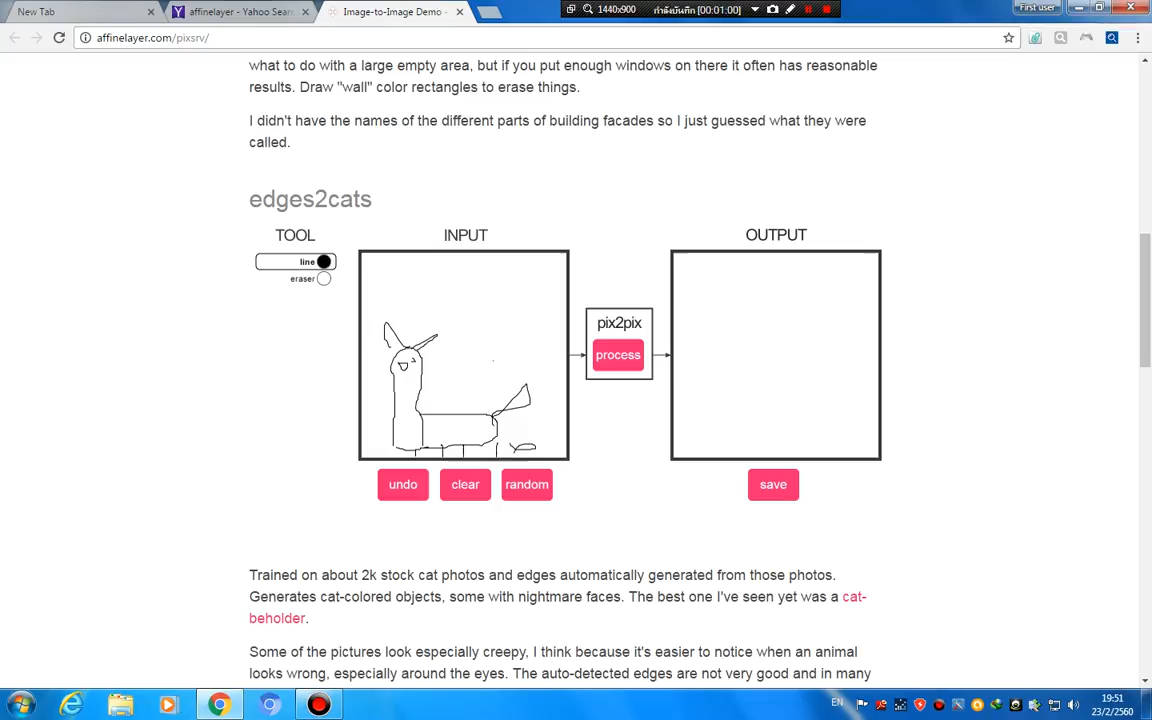 New Tab
affinelayer - Yahoo Sear
Image-to-Image Demo -
1440x900
กำลังบันทึก [00:01:00]
First user
affinelayer.com/pixsrv/
what to do with a large empty area, but if you put enough windows on there it often has reasonable
results. Draw "wall" color rectangles to erase things.
I didn't have the names of the different parts of building facades so I just guessed what they were
called.
edges2cats
TOOL
INPUT
OUTPUT
line
eraser
pix2pix
process
undo
clear
random
save
Trained on about 2k stock cat photos and edges automatically generated from those photos.
Generates cat-colored objects, some with nightmare faces. The best one I've seen yet was a cat-
beholder.
Some of the pictures look especially creepy, I think because it's easier to notice when an animal
looks wrong, especially around the eyes. The auto-detected edges are not very good and in many
EN
19:51
23/2/2560